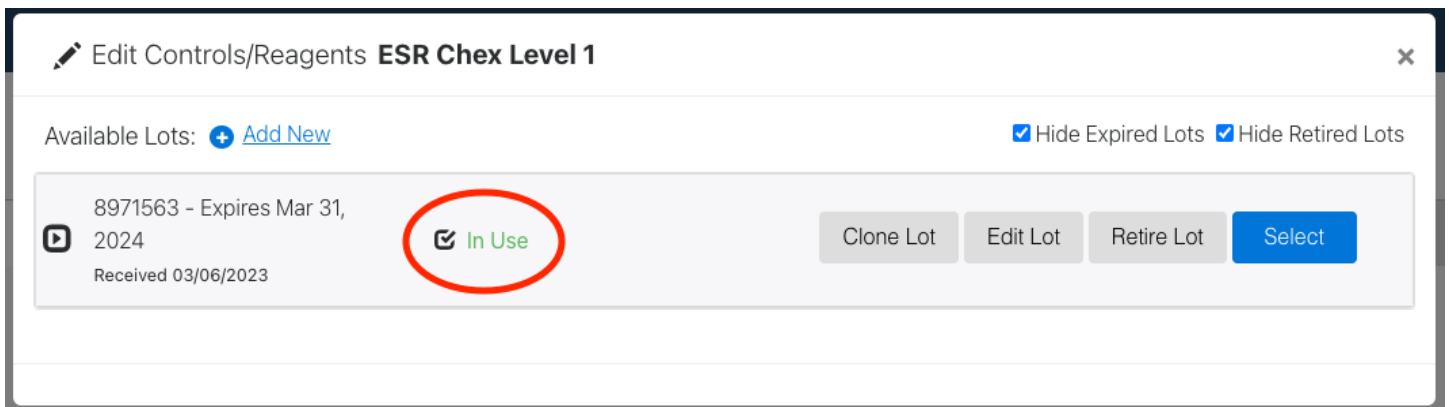 Edit Controls/Reagents ESR Chex Level 1
Available Lots: Add New
Hide Expired Lots Hide Retired Lots
8971563 - Expires Mar 31,
2024
Received 03/06/2023
In Use
Clone Lot
Edit Lot
Retire Lot
Select